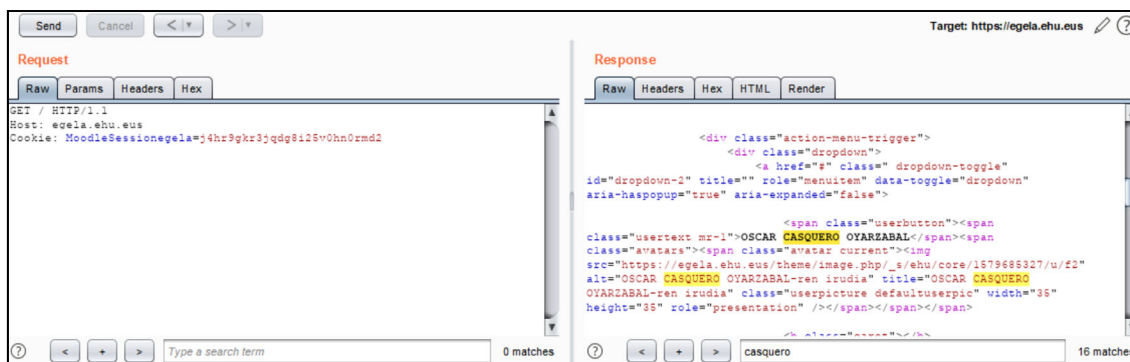 Send Cancel < | ▼ > | ▼ Target: https://egela.ehu.eus
Request
Raw Params Headers Hex
GET / HTTP/1.1
Host: egela.ehu.eus
Cookie: MoodleSessionegela=j4hr9gkr3jqdg8i25v0hn0rmd2
? < + > Type a search term 0 matches
Response
Raw Headers Hex HTML Render
<div class="action-menu-trigger">
<div class="dropdown">
<a href="#" class=" dropdown-toggle"
id="dropdown-2" title="" role="menuitem" data-toggle="dropdown"
aria-haspopup="true" aria-expanded="false">
<span class="userbutton"><span
class="usertext mr-1">OSCAR CASQUERO OYARZABAL</span><span
class="avatars"><span class="avatar current"><img
src="https://egela.ehu.eus/theme/image.php/_s/ehu/core/1579685327/u/f2"
alt="OSCAR CASQUERO OYARZABAL-ren irudia" title="OSCAR CASQUERO
OYARZABAL-ren irudia" class="userpicture defaultuserpic" width="35"
height="35" role="presentation" /></span></span></span>
<b class="caret"></b>
? < + > casquero 16 matches